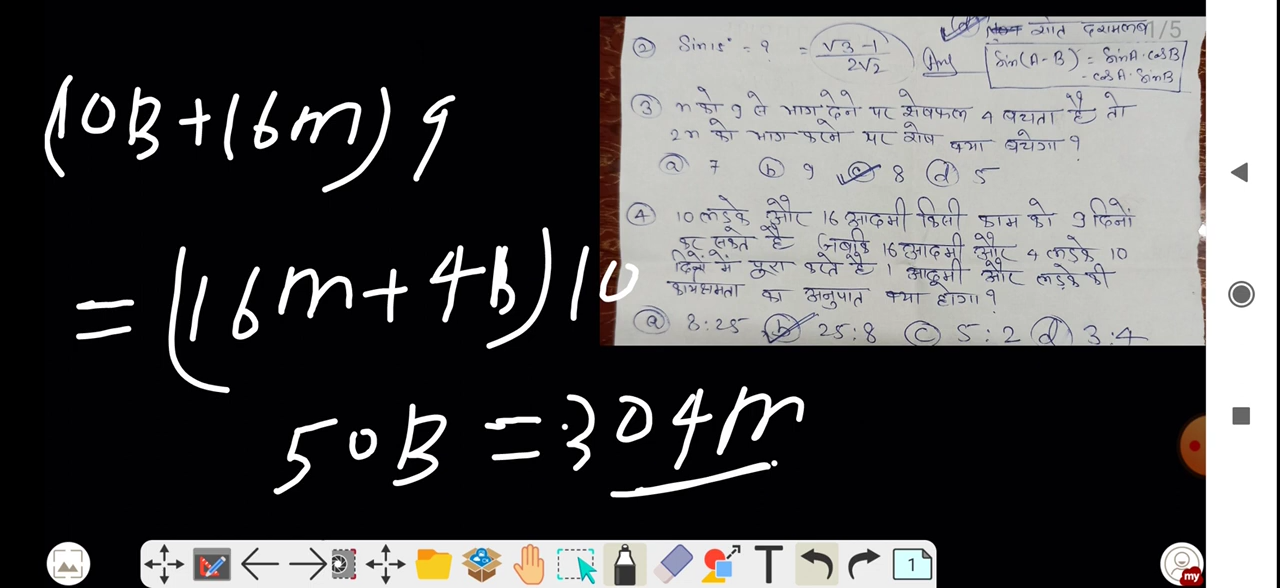 (10B+16m) 9
= (16m+4b) 10
50B = 304m
1/5
शांत दशमलव
② Sin15° = ? = √3-1/2√2 Ans
Sin(A-B) = SinA·cosB
- cosA·SinB
③ n को 9 से भाग देने पर शेषफल 4 बचता है तो
2n को भाग करने पर शेष क्या बचेगा ?
ⓐ 7 ⓑ 9 ⓒ 8 ⓓ 5
④ 10 लड़के और 16 आदमी किसी काम को 9 दिनों
कर सकते है जबकि 16 आदमी और 4 लड़के 10
दिनों में पूरा करते है 1 आदमी और लड़के की
कार्यक्षमता का अनुपात क्या होगा ?
ⓐ 8:25 ⓑ 25:8 ⓒ 5:2 ⓓ 3:4
T
1
my